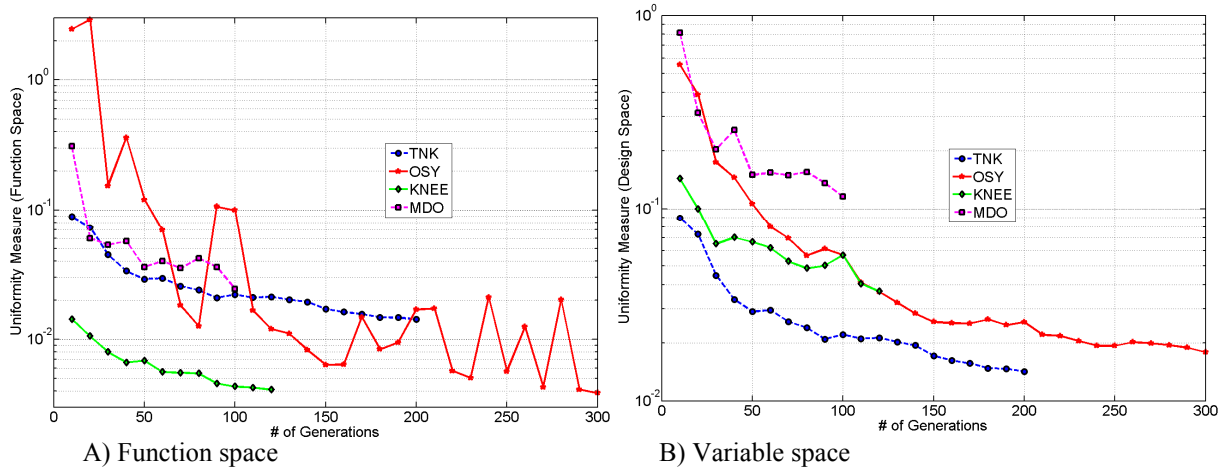 Uniformity Measure (Function Space)
10^0
10^-1
10^-2
0 50 100 150 200 250 300
# of Generations
TNK
OSY
KNEE
MDO
A) Function space
Uniformity Measure (Design Space)
10^0
10^-1
10^-2
0 50 100 150 200 250 300
# of Generations
TNK
OSY
KNEE
MDO
B) Variable space